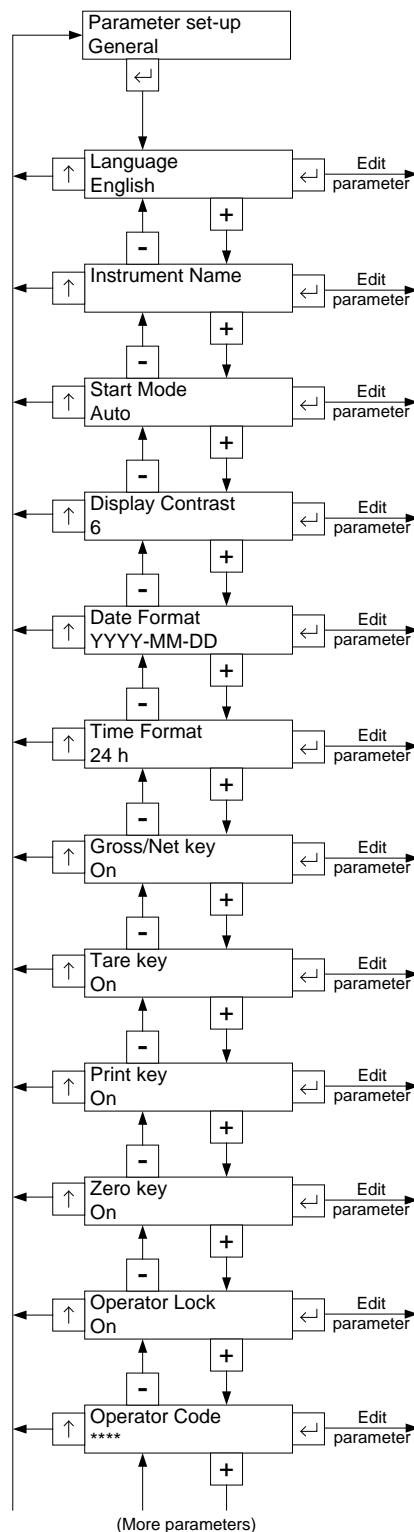 Parameter set-up
General
↵
Language
English
↑
↵
Edit
parameter
-
+
Instrument Name
↑
↵
Edit
parameter
-
+
Start Mode
Auto
↑
↵
Edit
parameter
-
+
Display Contrast
6
↑
↵
Edit
parameter
-
+
Date Format
YYYY-MM-DD
↑
↵
Edit
parameter
-
+
Time Format
24 h
↑
↵
Edit
parameter
-
+
Gross/Net key
On
↑
↵
Edit
parameter
-
+
Tare key
On
↑
↵
Edit
parameter
-
+
Print key
On
↑
↵
Edit
parameter
-
+
Zero key
On
↑
↵
Edit
parameter
-
+
Operator Lock
On
↑
↵
Edit
parameter
-
+
Operator Code
****
↑
↵
Edit
parameter
+
(More parameters)